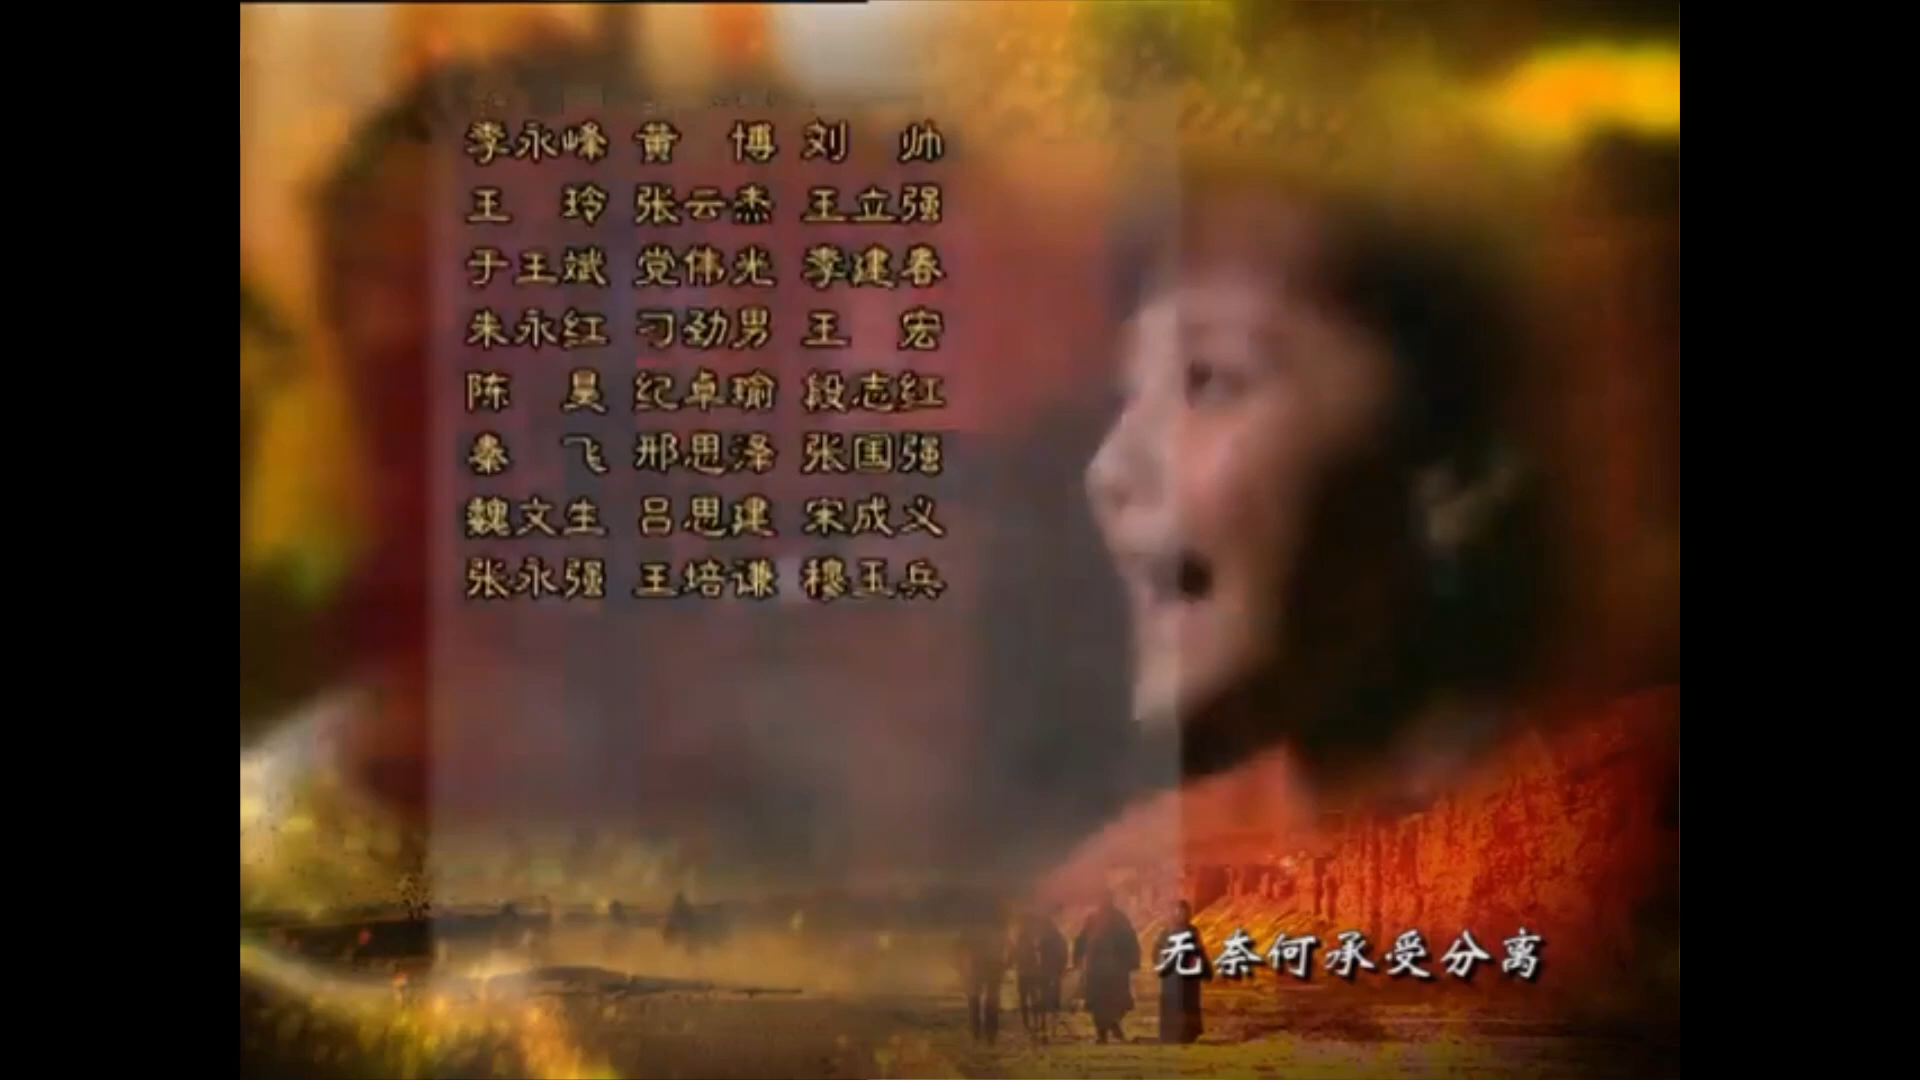 李永峰 黄　博 刘　帅
王　玲 张云杰 王立强
于王斌 党伟光 李建春
朱永红 刁劲男 王　宏
陈　昊 纪卓瑜 段志红
秦　飞 邢思泽 张国强
魏文生 吕思建 宋成义
张永强 王培谦 穆玉兵
无奈何承受分离